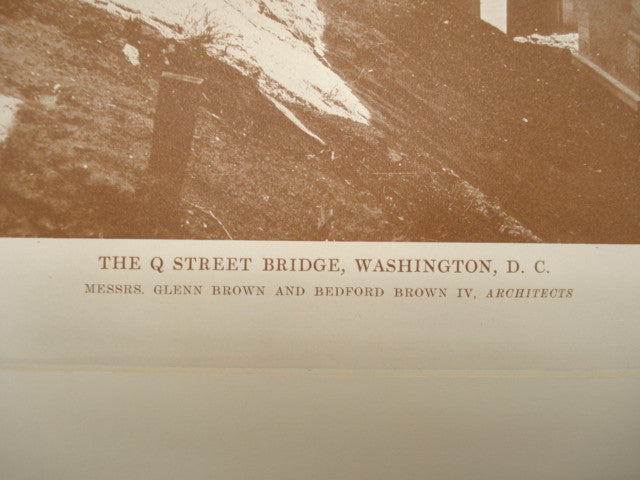 THE Q STREET BRIDGE, WASHINGTON, D. C.
MESSRS. GLENN BROWN AND BEDFORD BROWN IV, ARCHITECTS